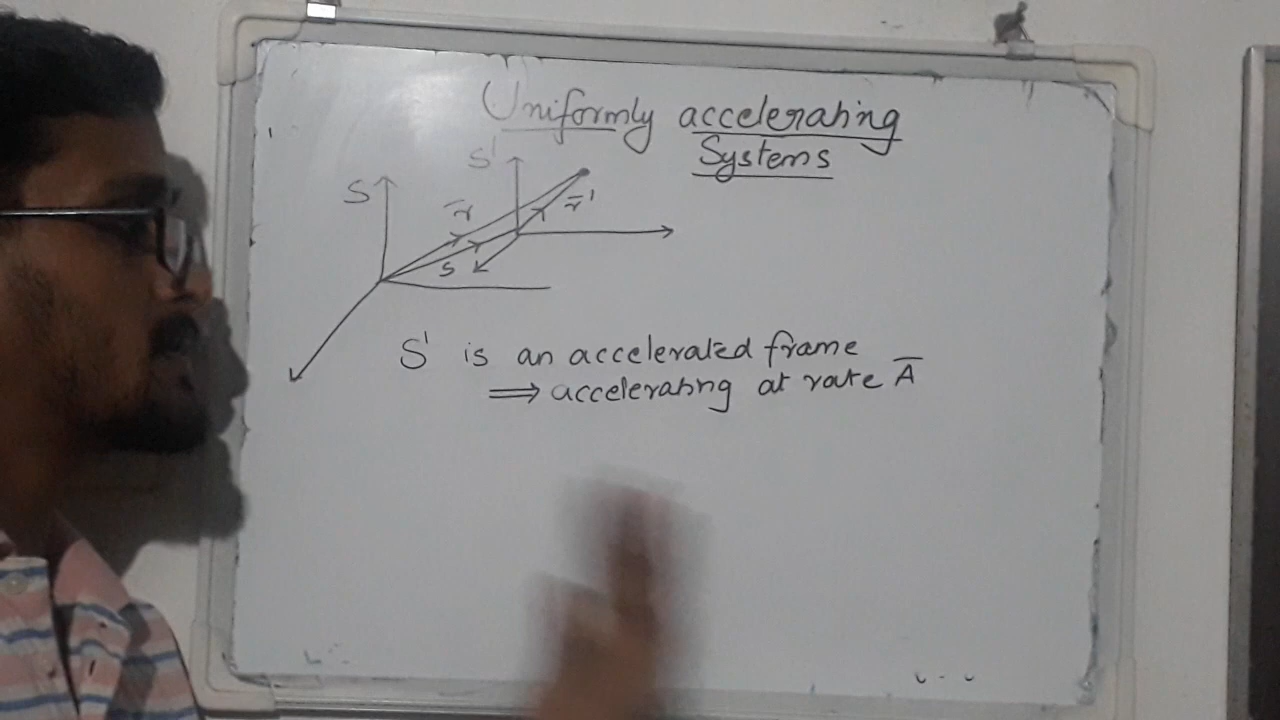 Uniformly accelerating
Systems
S'
S
r̄
r̄'
s
S' is an accelerated frame
⟹ accelerating at rate Ā